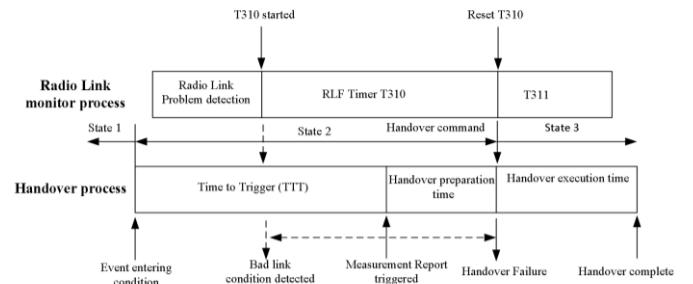 T310 started
Reset T310
Radio Link
monitor process
Radio Link
Problem detection
RLF Timer T310
T311
State 1
State 2
Handover command
State 3
Handover process
Time to Trigger (TTT)
Handover preparation
time
Handover execution time
Event entering
condition
Bad link
condition detected
Measurement Report
triggered
Handover Failure
Handover complete